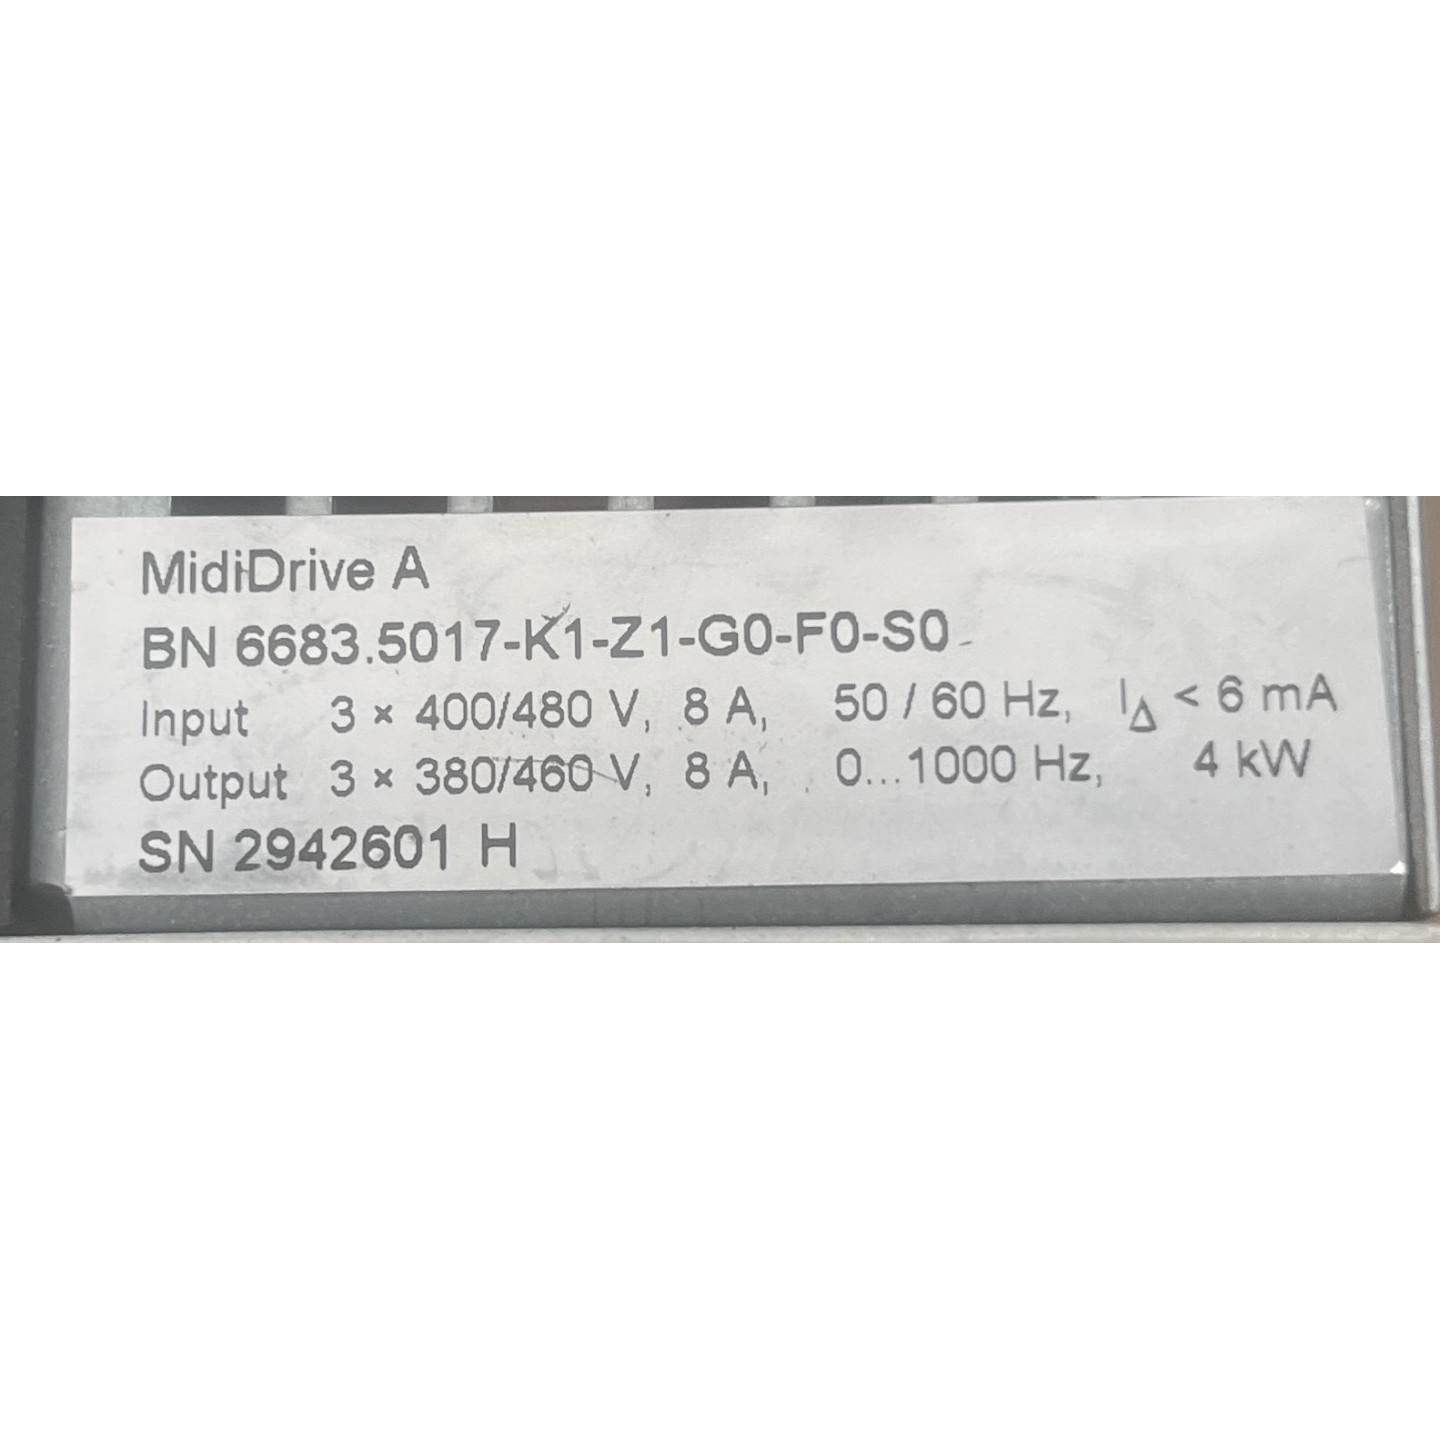 MidiDrive A
BN 6683.5017-K1-Z1-G0-F0-S0
Input 3 × 400/480 V, 8 A, 50 / 60 Hz, I∆ < 6 mA
Output 3 × 380/460 V, 8 A, 0...1000 Hz, 4 kW
SN 2942601 H